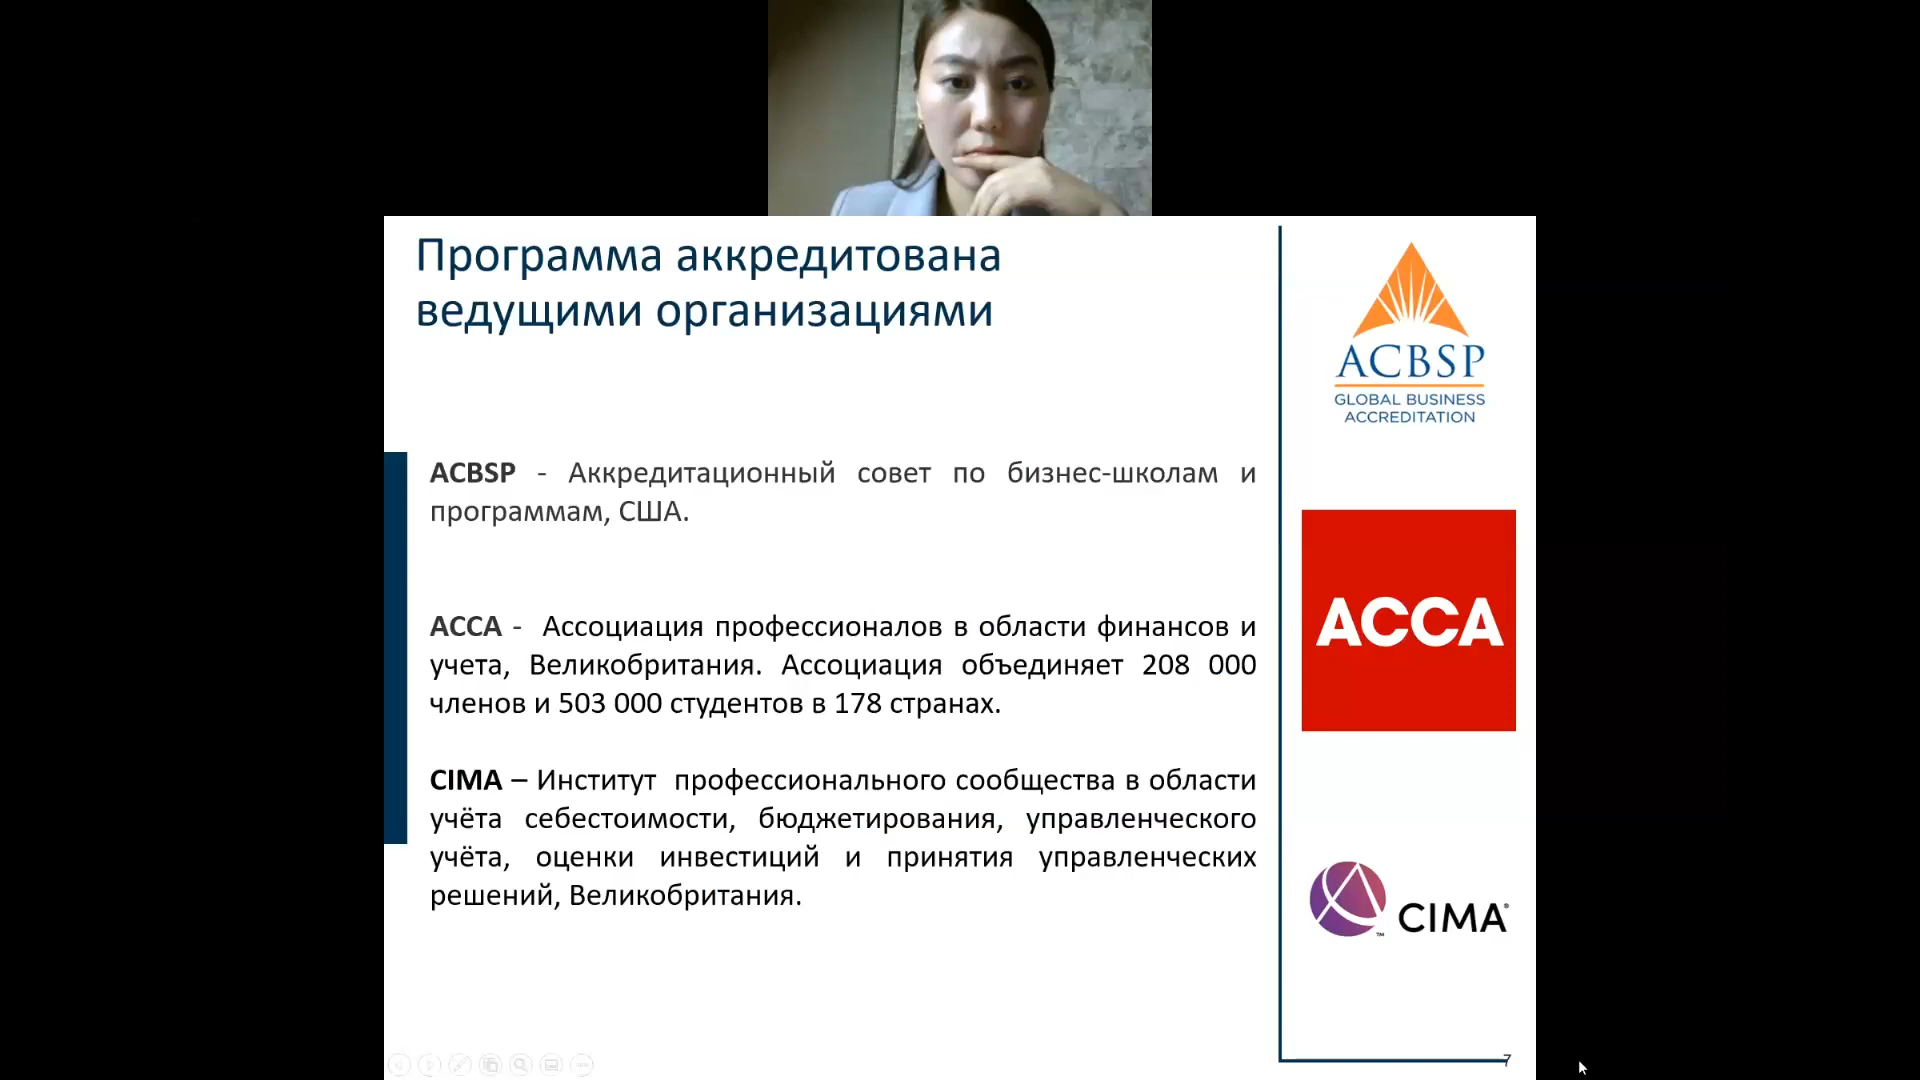 Программа аккредитована
ведущими организациями
ACBSP - Аккредитационный совет по бизнес-школам и
программам, США.
ACCA - Ассоциация профессионалов в области финансов и
учета, Великобритания. Ассоциация объединяет 208 000
членов и 503 000 студентов в 178 странах.
CIMA – Институт профессионального сообщества в области
учёта себестоимости, бюджетирования, управленческого
учёта, оценки инвестиций и принятия управленческих
решений, Великобритания.
ACBSP
GLOBAL BUSINESS
ACCREDITATION
ACCA
CIMA®
™
7